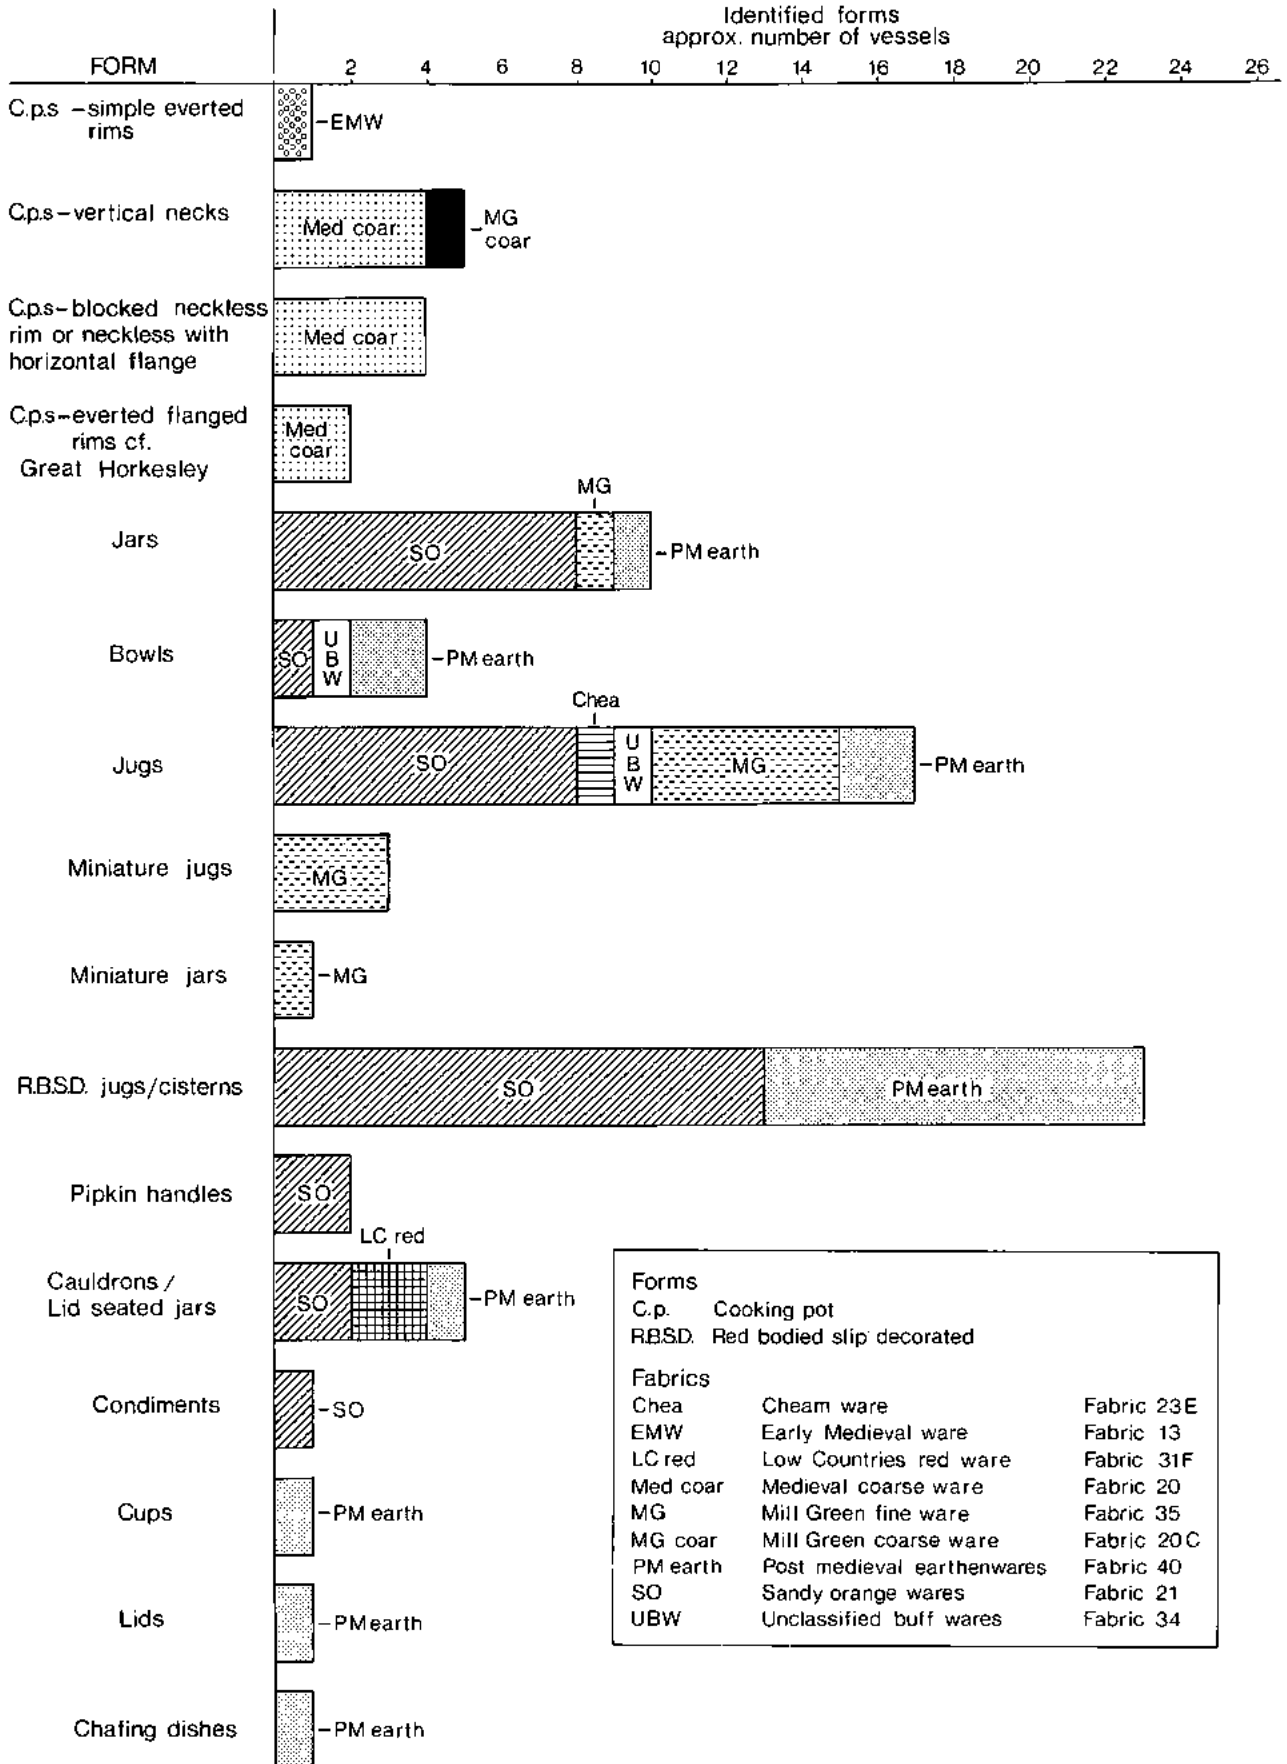 Identified forms
approx. number of vessels
FORM
2 4 6 8 10 12 14 16 18 20 22 24 26
C.p.s –simple everted
rims
–EMW
C.p.s–vertical necks
Med coar
–MG
coar
C.p.s–blocked neckless
rim or neckless with
horizontal flange
Med coar
C.p.s–everted flanged
rims cf.
Great Horkesley
Med
coar
MG
Jars
SO
–PM earth
Bowls
SO
U
B
W
–PM earth
Chea
Jugs
SO
U
B
W
MG
–PM earth
Miniature jugs
MG
Miniature jars
–MG
R.B.S.D. jugs/cisterns
SO
PM earth
Pipkin handles
SO
LC red
Cauldrons /
Lid seated jars
SO
–PM earth
Condiments
–SO
Cups
–PM earth
Lids
–PM earth
Chafing dishes
–PM earth
Forms
C.p. Cooking pot
R.B.S.D. Red bodied slip decorated
Fabrics
Chea Cheam ware Fabric 23E
EMW Early Medieval ware Fabric 13
LC red Low Countries red ware Fabric 31F
Med coar Medieval coarse ware Fabric 20
MG Mill Green fine ware Fabric 35
MG coar Mill Green coarse ware Fabric 20C
PM earth Post medieval earthenwares Fabric 40
SO Sandy orange wares Fabric 21
UBW Unclassified buff wares Fabric 34